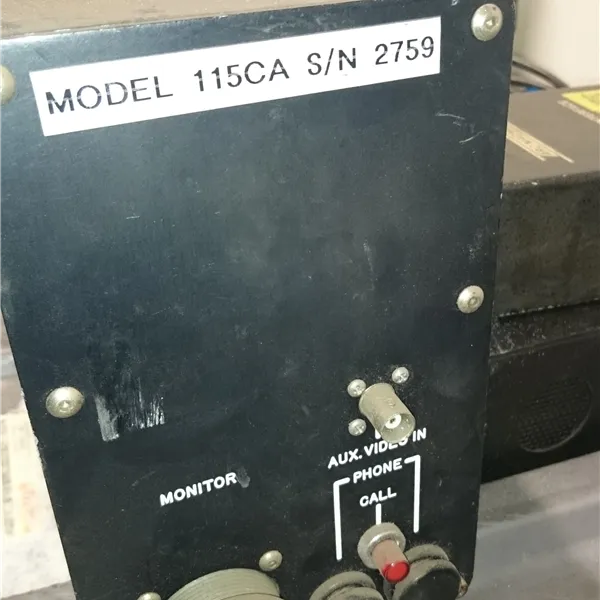 MODEL 115CA S/N 2759
AUX. VIDEO IN
PHONE
CALL
MONITOR